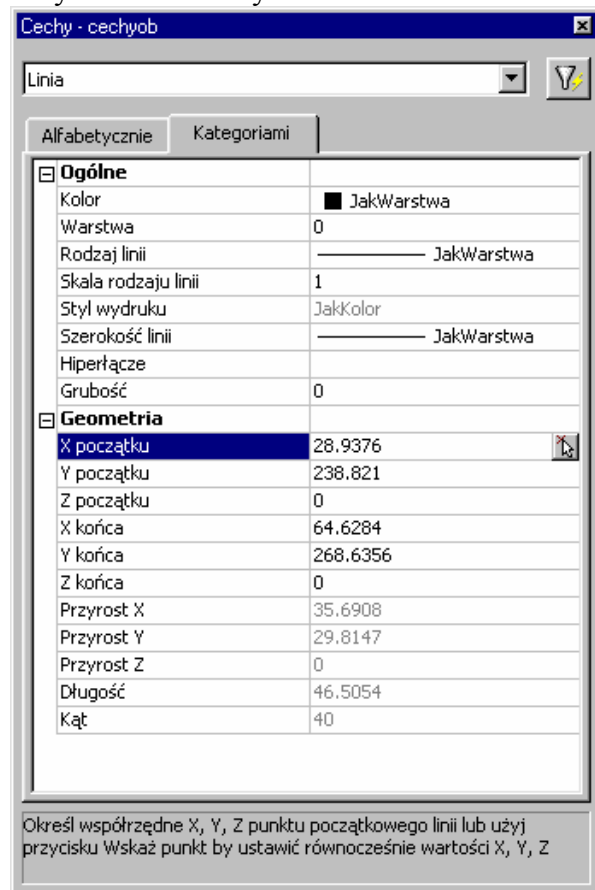 Cechy - cechyob
Linia
Alfabetycznie Kategoriami
Ogólne
Kolor JakWarstwa
Warstwa 0
Rodzaj linii JakWarstwa
Skala rodzaju linii 1
Styl wydruku JakKolor
Szerokość linii JakWarstwa
Hiperłącze
Grubość 0
Geometria
X początku 28.9376
Y początku 238.821
Z początku 0
X końca 64.6284
Y końca 268.6356
Z końca 0
Przyrost X 35.6908
Przyrost Y 29.8147
Przyrost Z 0
Długość 46.5054
Kąt 40
Określ współrzędne X, Y, Z punktu początkowego linii lub użyj
przycisku Wskaż punkt by ustawić równocześnie wartości X, Y, Z